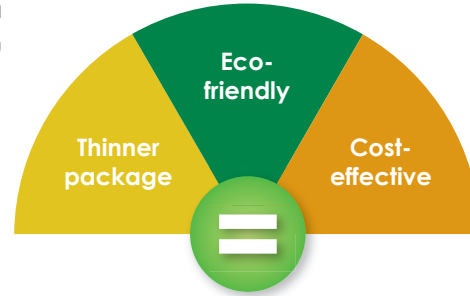 Eco-
friendly
Thinner
package
Cost-
effective
=